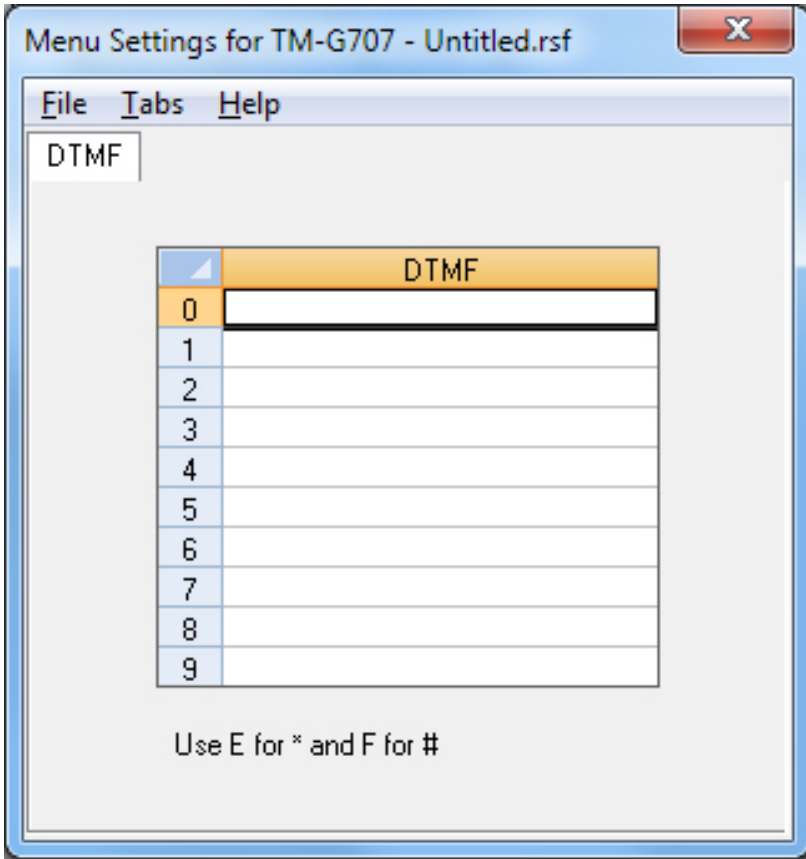 Menu Settings for TM-G707 - Untitled.rsf
File Tabs Help
DTMF
DTMF
0
1
2
3
4
5
6
7
8
9
Use E for * and F for #